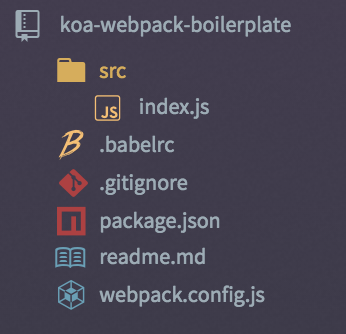 koa-webpack-boilerplate
src
JS index.js
B .babelrc
.gitignore
package.json
readme.md
webpack.config.js